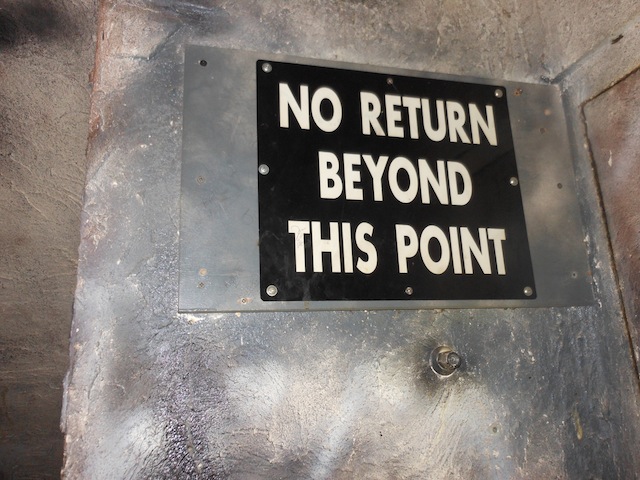 NO RETURN
BEYOND
THIS POINT